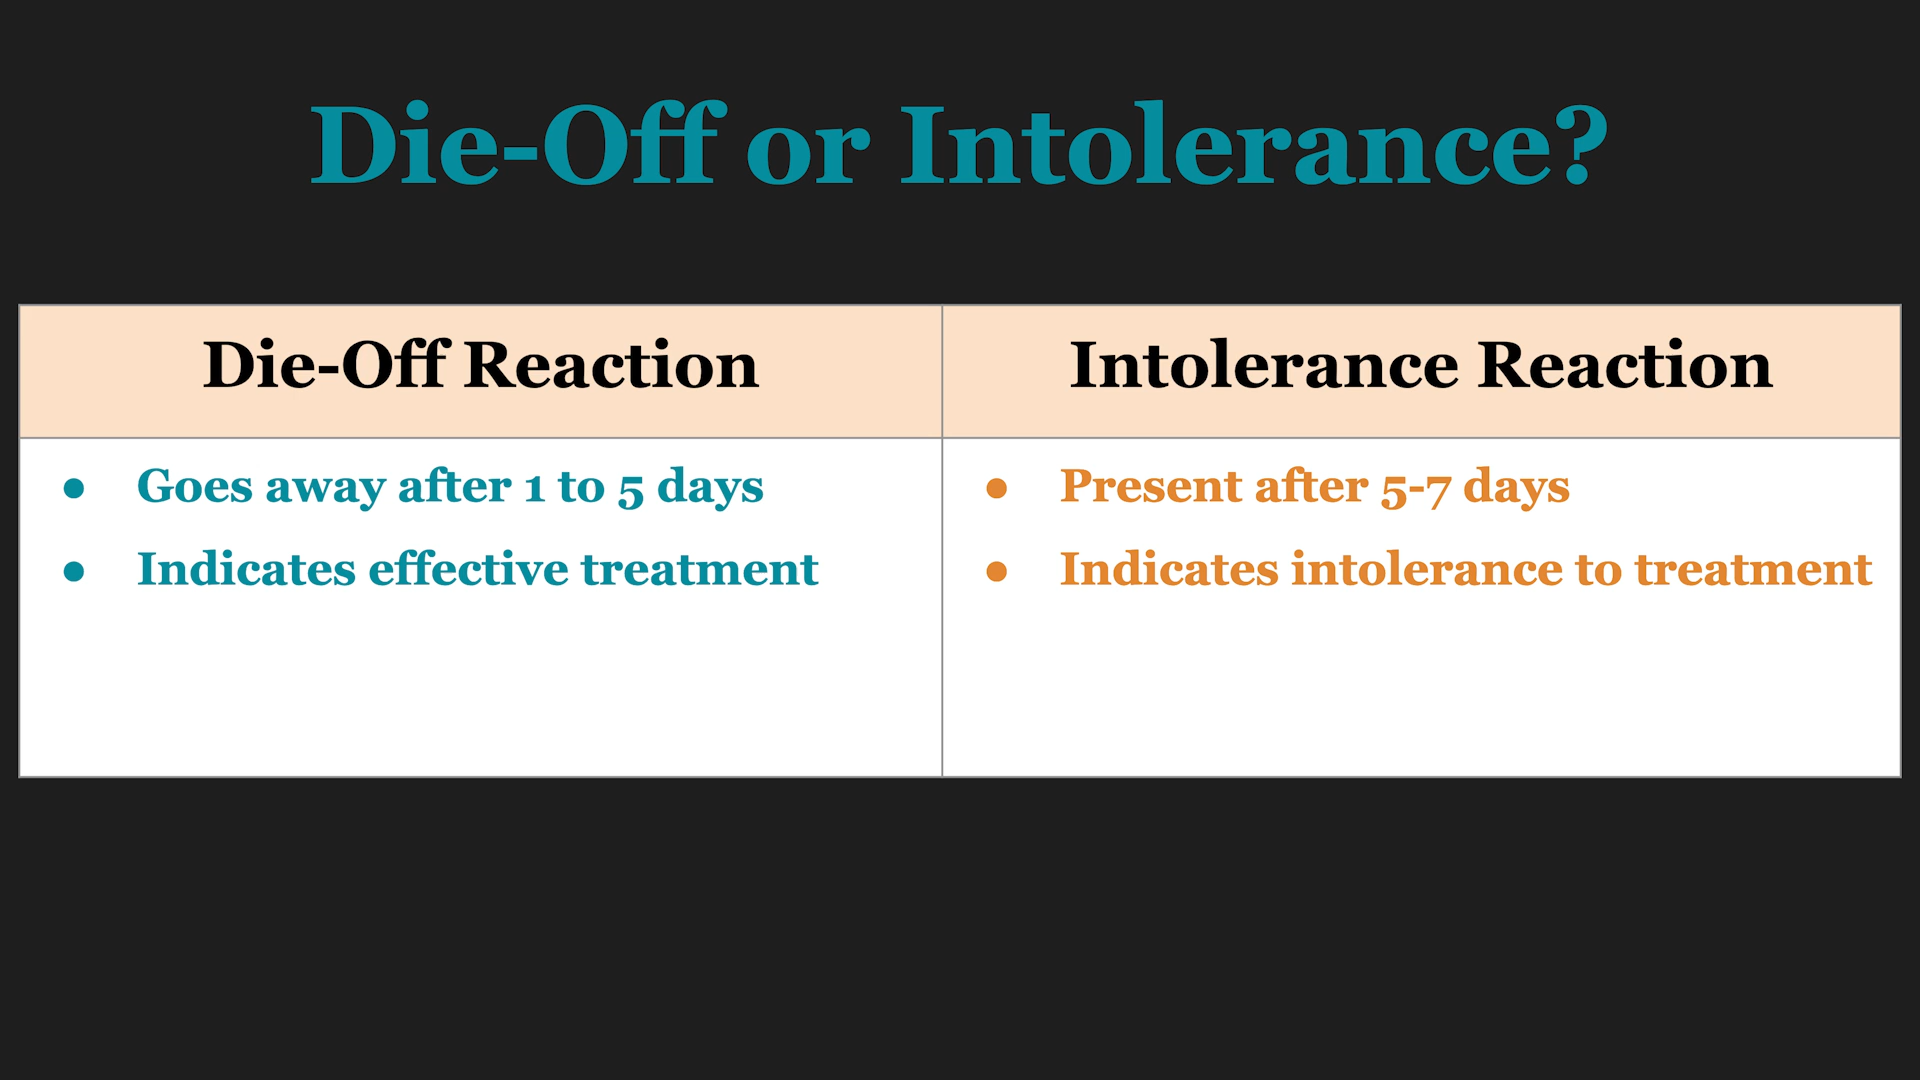 Die-Off or Intolerance?
Die-Off Reaction
Intolerance Reaction
● Goes away after 1 to 5 days
● Indicates effective treatment
● Present after 5-7 days
● Indicates intolerance to treatment